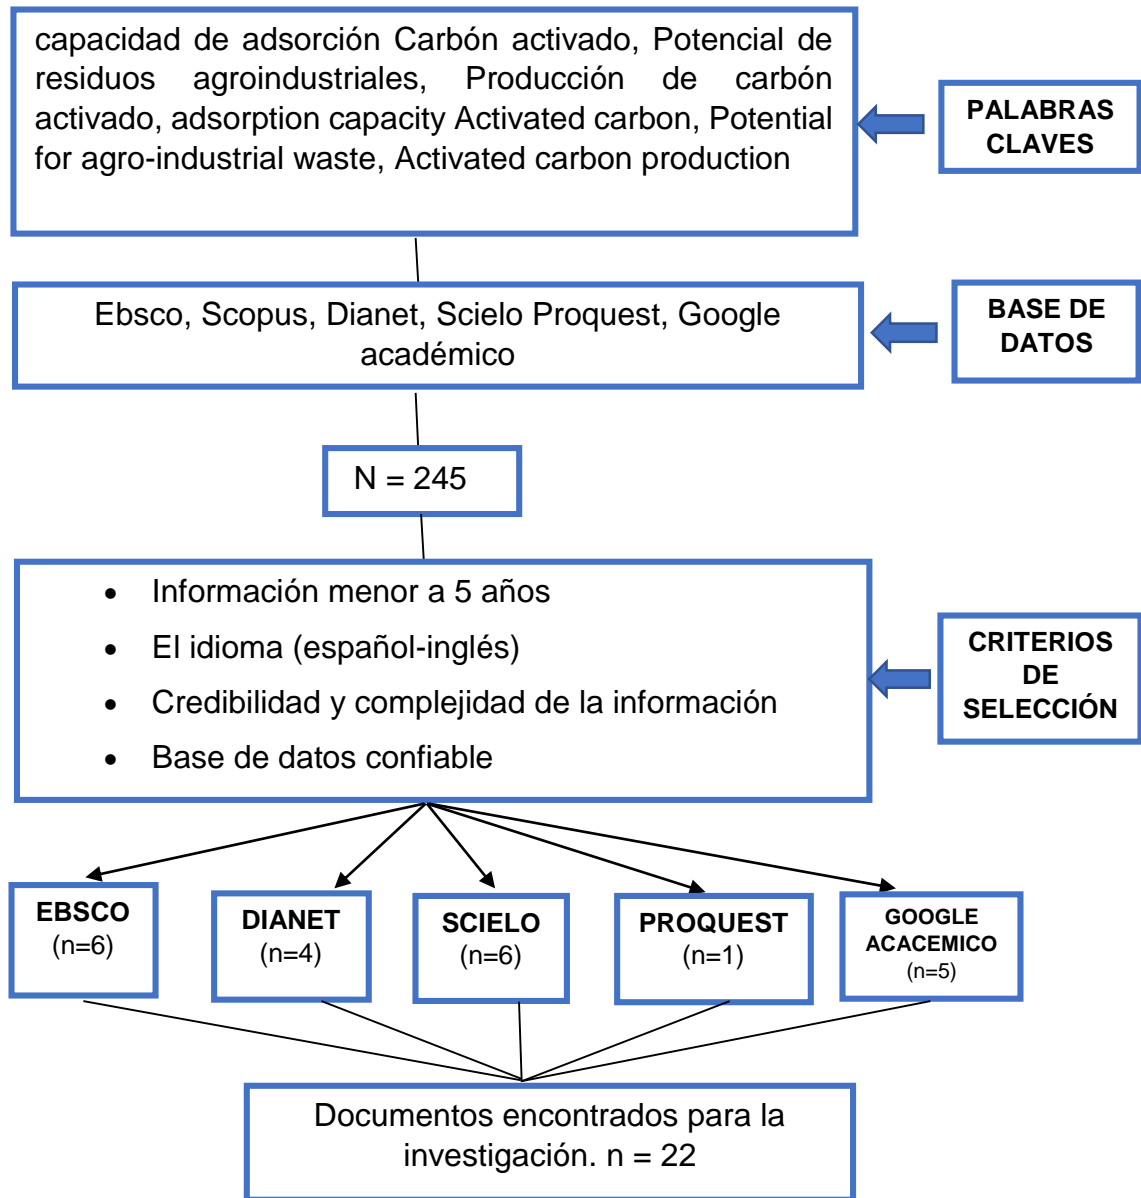 capacidad de adsorción Carbón activado, Potencial de
residuos agroindustriales, Producción de carbón
activado, adsorption capacity Activated carbon, Potential
for agro-industrial waste, Activated carbon production
PALABRAS
CLAVES
Ebsco, Scopus, Dianet, Scielo Proquest, Google
académico
BASE DE
DATOS
N = 245
• Información menor a 5 años
• El idioma (español-inglés)
• Credibilidad y complejidad de la información
• Base de datos confiable
CRITERIOS
DE
SELECCIÓN
EBSCO
(n=6)
DIANET
(n=4)
SCIELO
(n=6)
PROQUEST
(n=1)
GOOGLE
ACACEMICO
(n=5)
Documentos encontrados para la
investigación. n = 22